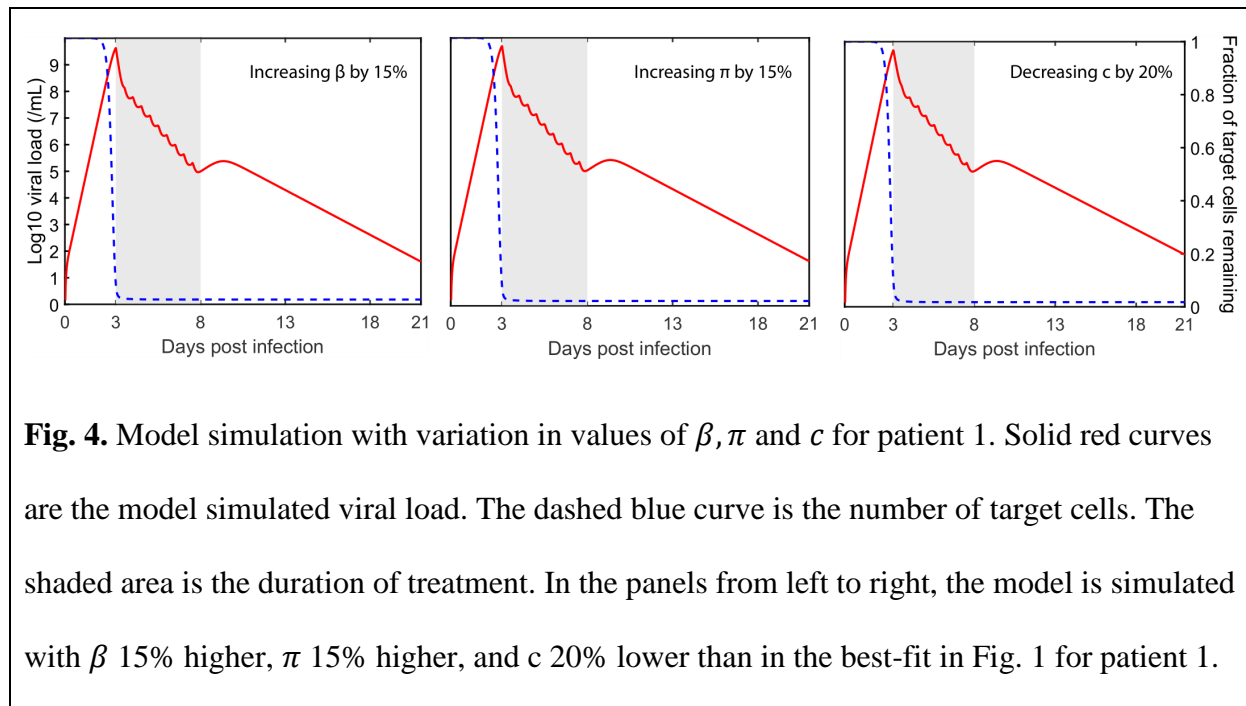 Increasing β by 15%
Increasing π by 15%
Decreasing c by 20%
Log10 viral load (/mL)
9
8
7
6
5
4
3
2
1
0
0 3 8 13 18 21
Days post infection
0 3 8 13 18 21
Days post infection
0 3 8 13 18 21
Days post infection
1
0.8
0.6
0.4
0.2
0
Fraction of target cells remaining
Fig. 4. Model simulation with variation in values of β, π and c for patient 1. Solid red curves
are the model simulated viral load. The dashed blue curve is the number of target cells. The
shaded area is the duration of treatment. In the panels from left to right, the model is simulated
with β 15% higher, π 15% higher, and c 20% lower than in the best-fit in Fig. 1 for patient 1.